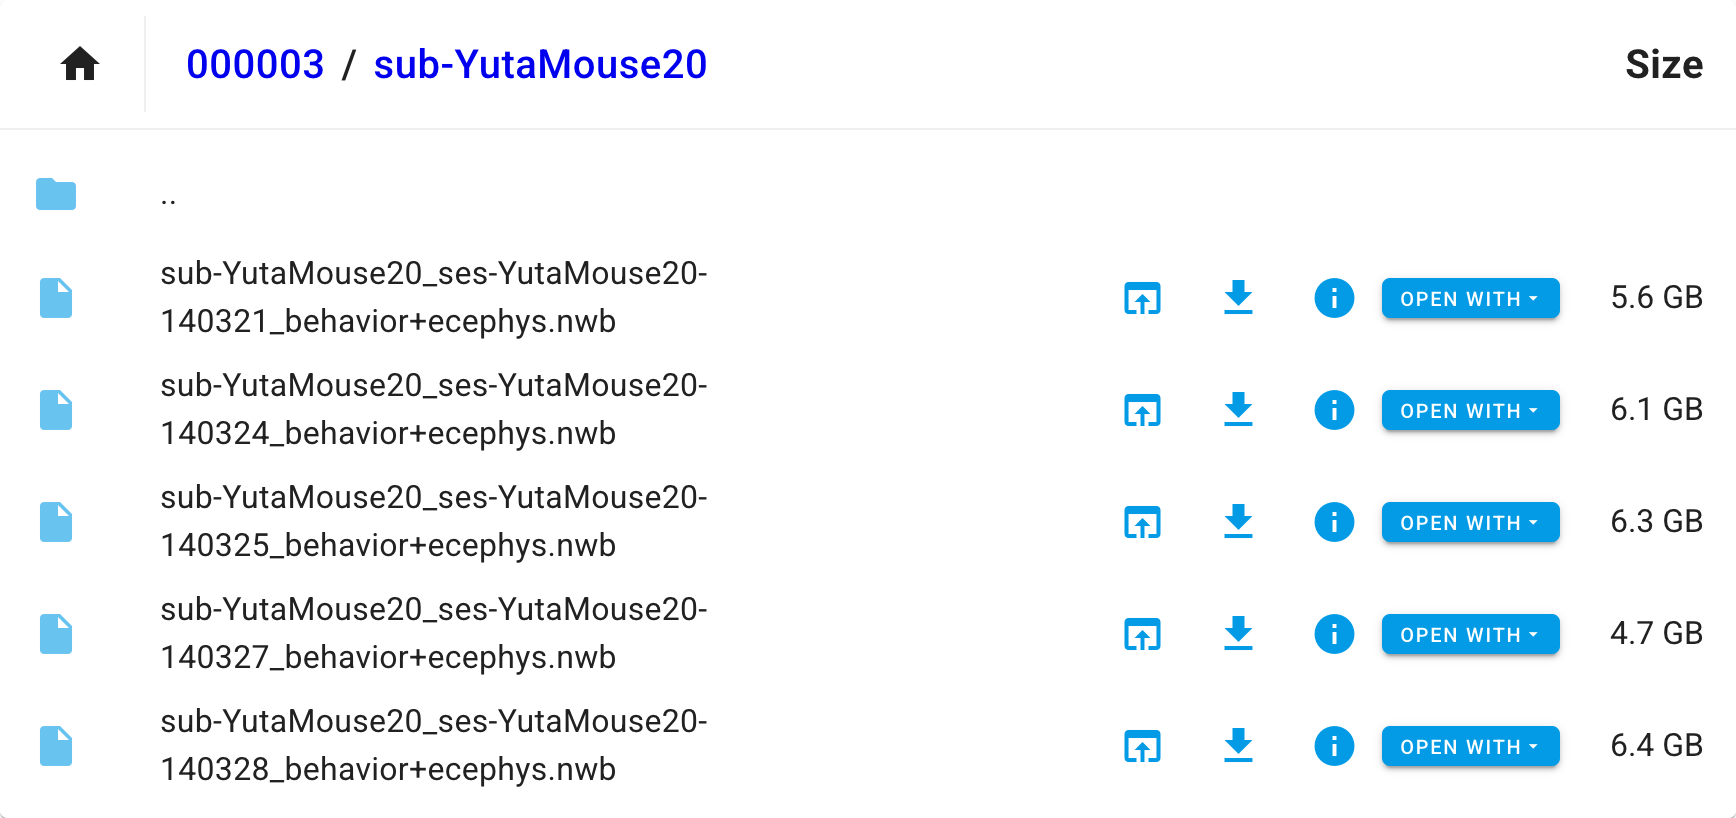 000003 / sub-YutaMouse20 Size
..
sub-YutaMouse20_ses-YutaMouse20-
140321_behavior+ecephys.nwb
OPEN WITH 5.6 GB
sub-YutaMouse20_ses-YutaMouse20-
140324_behavior+ecephys.nwb
OPEN WITH 6.1 GB
sub-YutaMouse20_ses-YutaMouse20-
140325_behavior+ecephys.nwb
OPEN WITH 6.3 GB
sub-YutaMouse20_ses-YutaMouse20-
140327_behavior+ecephys.nwb
OPEN WITH 4.7 GB
sub-YutaMouse20_ses-YutaMouse20-
140328_behavior+ecephys.nwb
OPEN WITH 6.4 GB